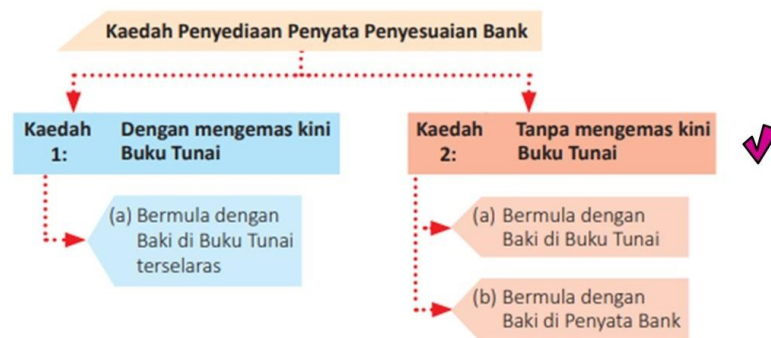 Kaedah Penyediaan Penyata Penyesuaian Bank
Kaedah 1:
Dengan mengemas kini
Buku Tunai
(a) Bermula dengan
Baki di Buku Tunai
terselaras
Kaedah 2:
Tanpa mengemas kini
Buku Tunai
(a) Bermula dengan
Baki di Buku Tunai
(b) Bermula dengan
Baki di Penyata Bank